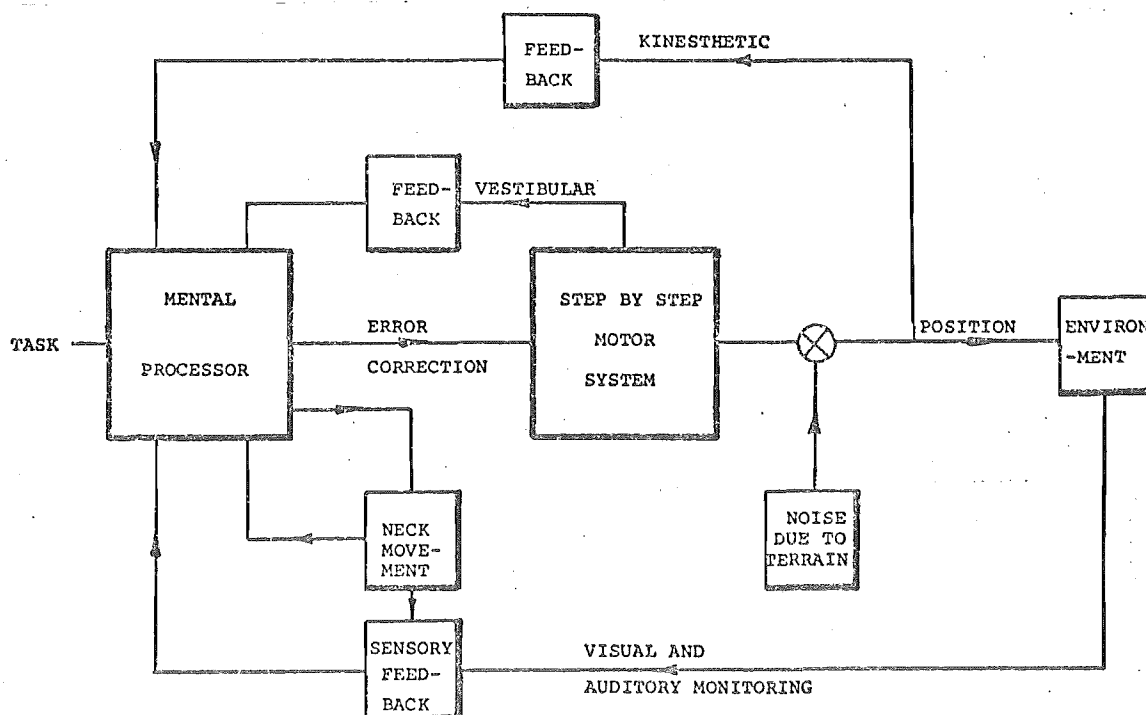 FEED-
BACK
KINESTHETIC
FEED-
BACK
VESTIBULAR
MENTAL
PROCESSOR
TASK
ERROR
CORRECTION
STEP BY STEP
MOTOR
SYSTEM
POSITION
ENVIRON
-MENT
NECK
MOVE-
MENT
NOISE
DUE TO
TERRAIN
SENSORY
FEED-
BACK
VISUAL AND
AUDITORY MONITORING